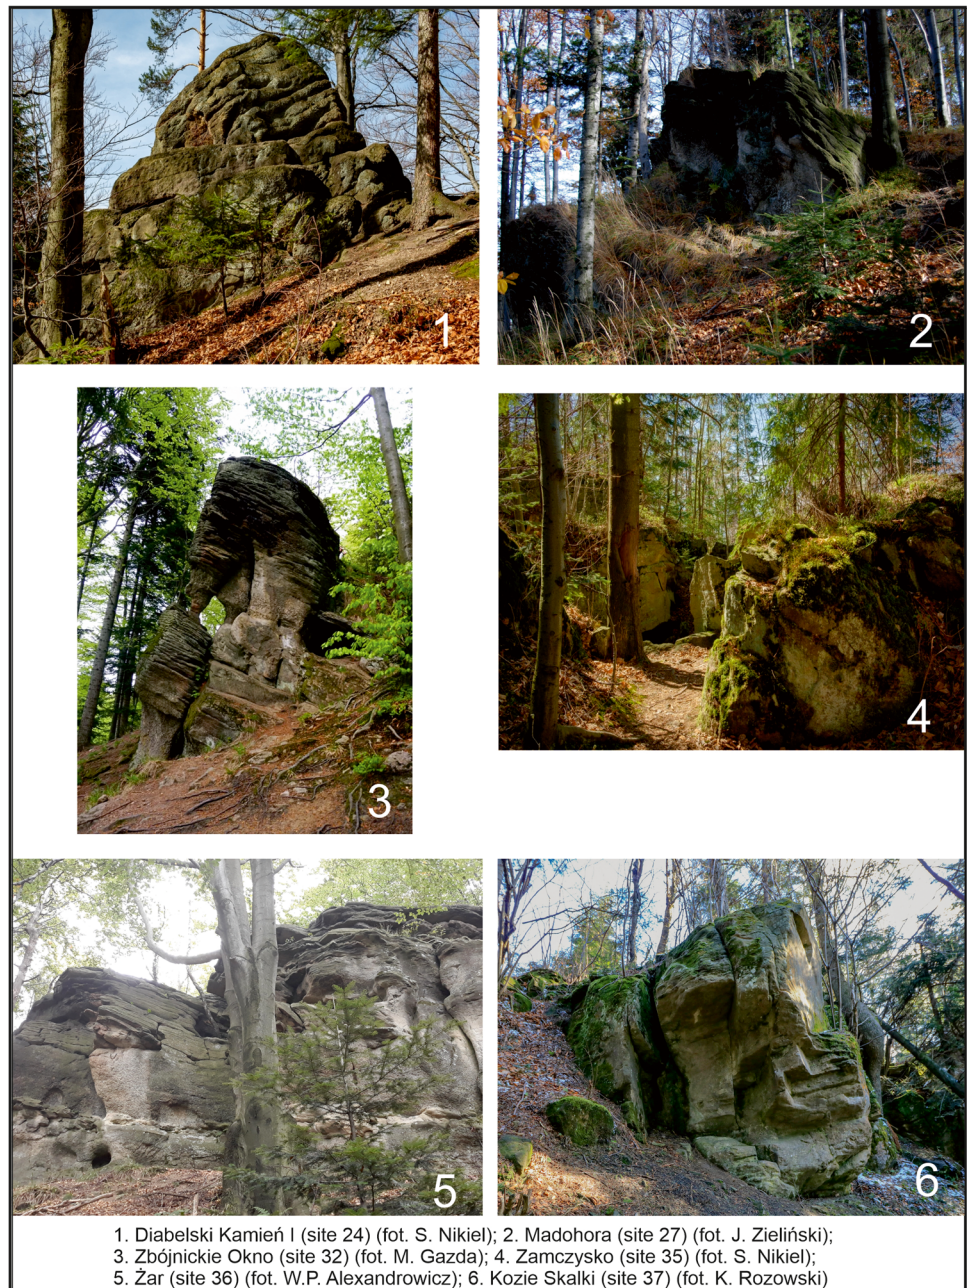 1
2
3
4
5
6
1. Diabelski Kamień I (site 24) (fot. S. Nikiel); 2. Madohora (site 27) (fot. J. Zieliński);
3. Zbójnickie Okno (site 32) (fot. M. Gazda); 4. Zamczysko (site 35) (fot. S. Nikiel);
5. Żar (site 36) (fot. W.P. Alexandrowicz); 6. Kozie Skalki (site 37) (fot. K. Rozowski)